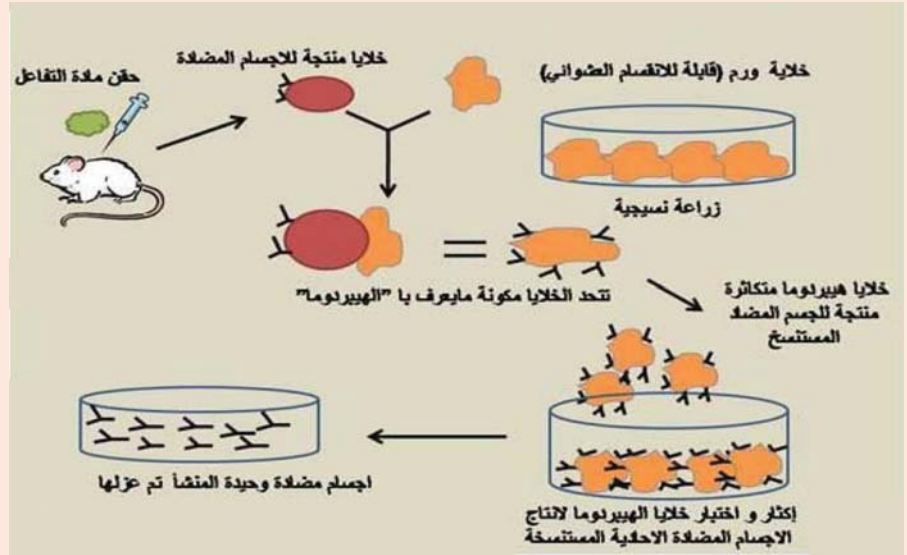 خلايا منتجة للاجسام المضادة
حقن مادة التفاعل
خلاية ورم (قابلة للانقسام العشوائي)
زراعة نسيجية
تتحد الخلايا مكونة مايعرف با "الهيبردوما"
خلايا هيبردوما متكاثرة
منتجة للجسم المضاد
المستنسخ
اجسام مضادة وحيدة المنشأ تم عزلها
إكثار و اختبار خلايا الهيبردوما لانتاج
الاجسام المضادة الاحادية المستنسخة